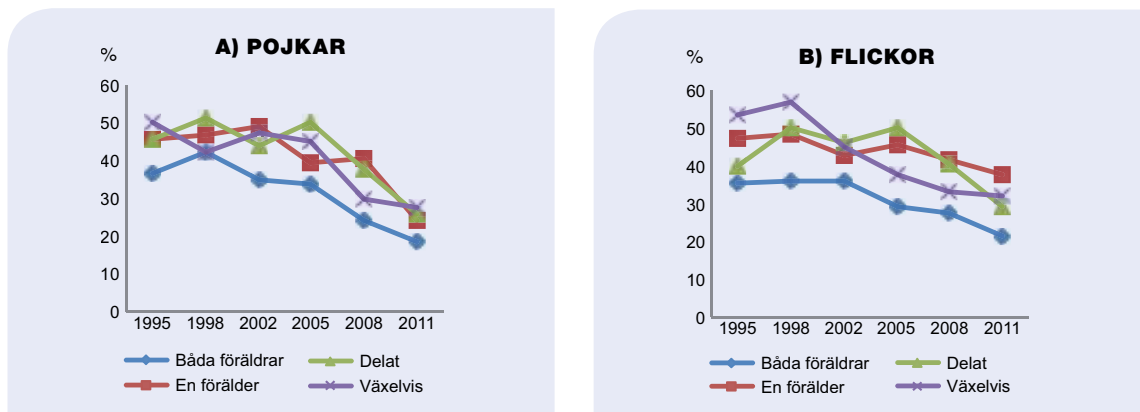 A) POJKAR
%
60
50
40
30
20
10
0
1995 1998 2002 2005 2008 2011
Båda föräldrar Delat
En förälder Växelvis
B) FLICKOR
%
60
50
40
30
20
10
0
1995 1998 2002 2005 2008 2011
Båda föräldrar Delat
En förälder Växelvis